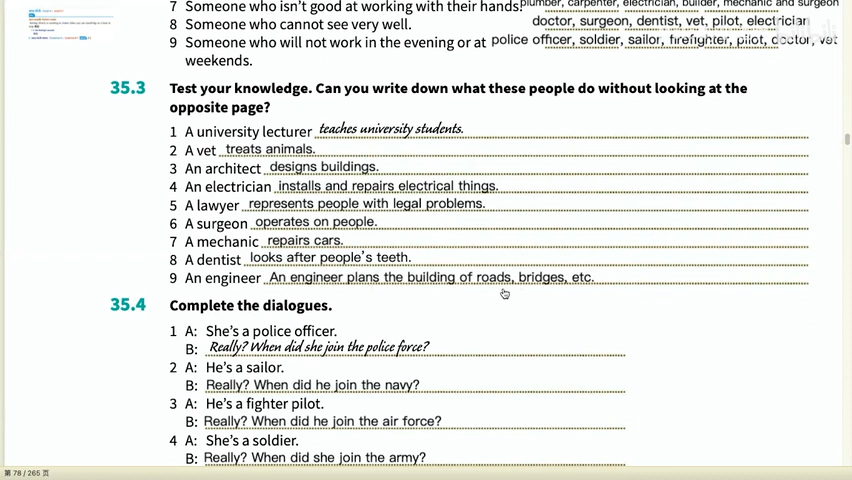 7 Someone who isn't good at working with their hands? plumber, carpenter, electrician, builder, mechanic and surgeon
8 Someone who cannot see very well. doctor, surgeon, dentist, vet, pilot, electrician
9 Someone who will not work in the evening or at police officer, soldier, sailor, firefighter, pilot, doctor, vet
weekends.
35.3 Test your knowledge. Can you write down what these people do without looking at the
opposite page?
1 A university lecturer teaches university students.
2 A vet treats animals.
3 An architect designs buildings.
4 An electrician installs and repairs electrical things.
5 A lawyer represents people with legal problems.
6 A surgeon operates on people.
7 A mechanic repairs cars.
8 A dentist looks after people's teeth.
9 An engineer An engineer plans the building of roads, bridges, etc.
35.4 Complete the dialogues.
1 A: She's a police officer.
B: Really? When did she join the police force?
2 A: He's a sailor.
B: Really? When did he join the navy?
3 A: He's a fighter pilot.
B: Really? When did he join the air force?
4 A: She's a soldier.
B: Really? When did she join the army?
第 78 / 265 页